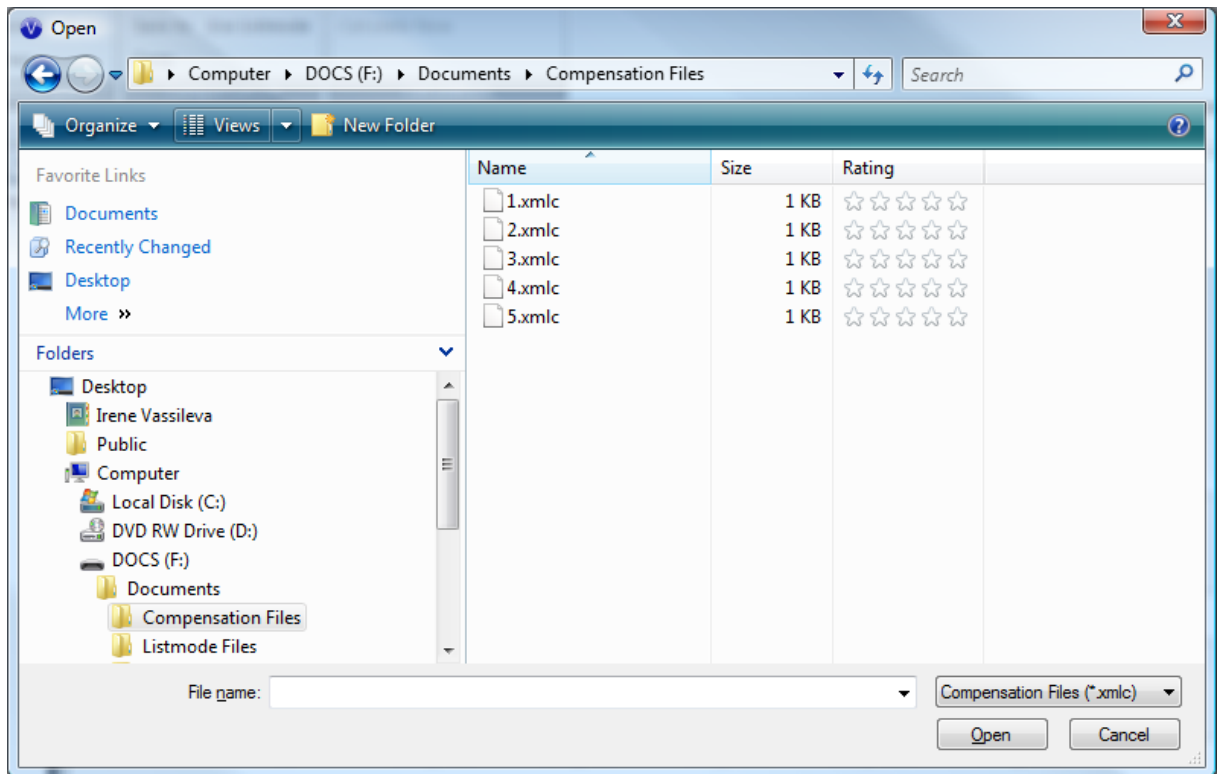 Open
Computer DOCS (F:) Documents Compensation Files Search
Organize Views New Folder
Favorite Links
Documents
Recently Changed
Desktop
More »
Folders
Desktop
Irene Vassileva
Public
Computer
Local Disk (C:)
DVD RW Drive (D:)
DOCS (F:)
Documents
Compensation Files
Listmode Files
Name Size Rating
1.xmlc 1 KB
2.xmlc 1 KB
3.xmlc 1 KB
4.xmlc 1 KB
5.xmlc 1 KB
File name: Compensation Files (*.xmlc)
Open Cancel